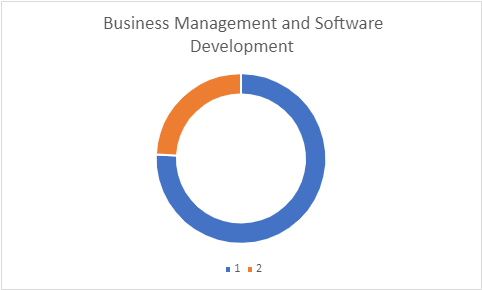 Business Management and Software
Development
1 2